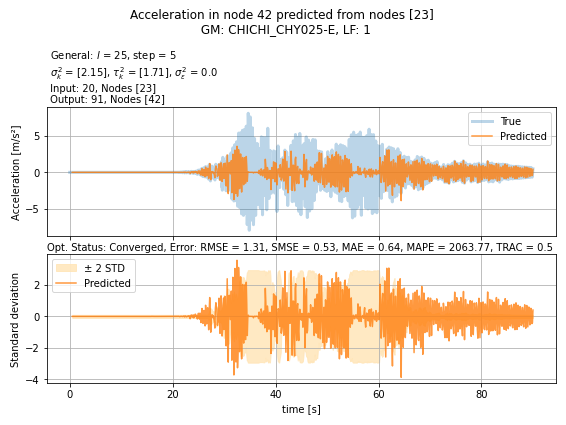 Acceleration in node 42 predicted from nodes [23]
GM: CHICHI_CHY025-E, LF: 1
General: l = 25, step = 5
σ²ₖ = [2.15], τ²ₖ = [1.71], σ²ε = 0.0
Input: 20, Nodes [23]
Output: 91, Nodes [42]
True
Predicted
Acceleration [m/s²]
5
0
−5
Opt. Status: Converged, Error: RMSE = 1.31, SMSE = 0.53, MAE = 0.64, MAPE = 2063.77, TRAC = 0.5
± 2 STD
Predicted
Standard deviation
2
0
−2
−4
0 20 40 60 80
time [s]